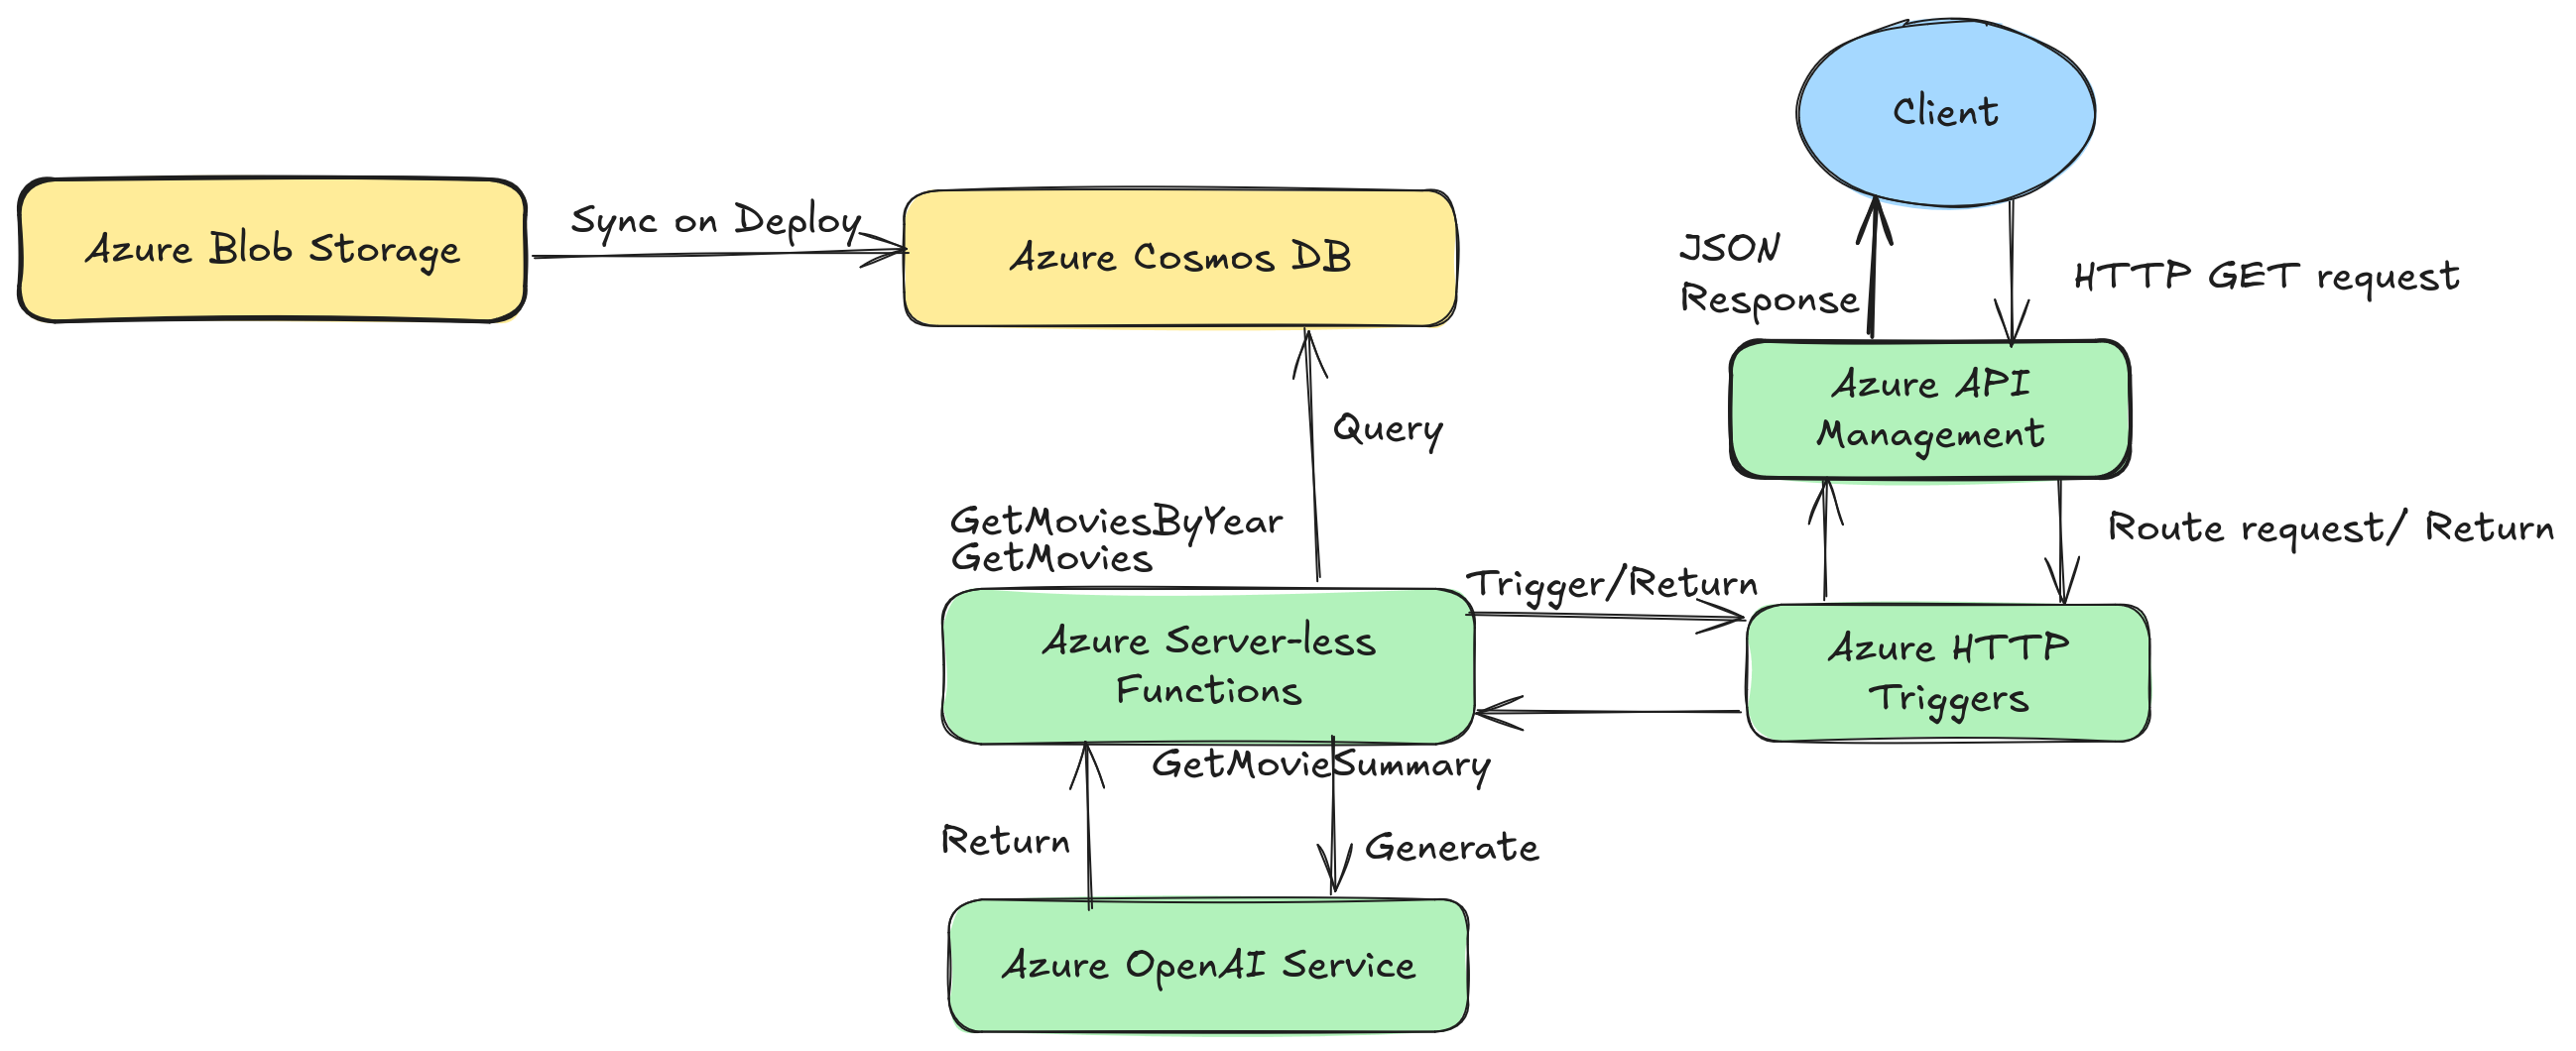 Client
Azure Blob Storage
Sync on Deploy
Azure Cosmos DB
JSON
Response
HTTP GET request
Azure API
Management
Query
GetMoviesByYear
GetMovies
Route request/ Return
Trigger/Return
Azure Server-less
Functions
Azure HTTP
Triggers
GetMovieSummary
Return
Generate
Azure OpenAI Service